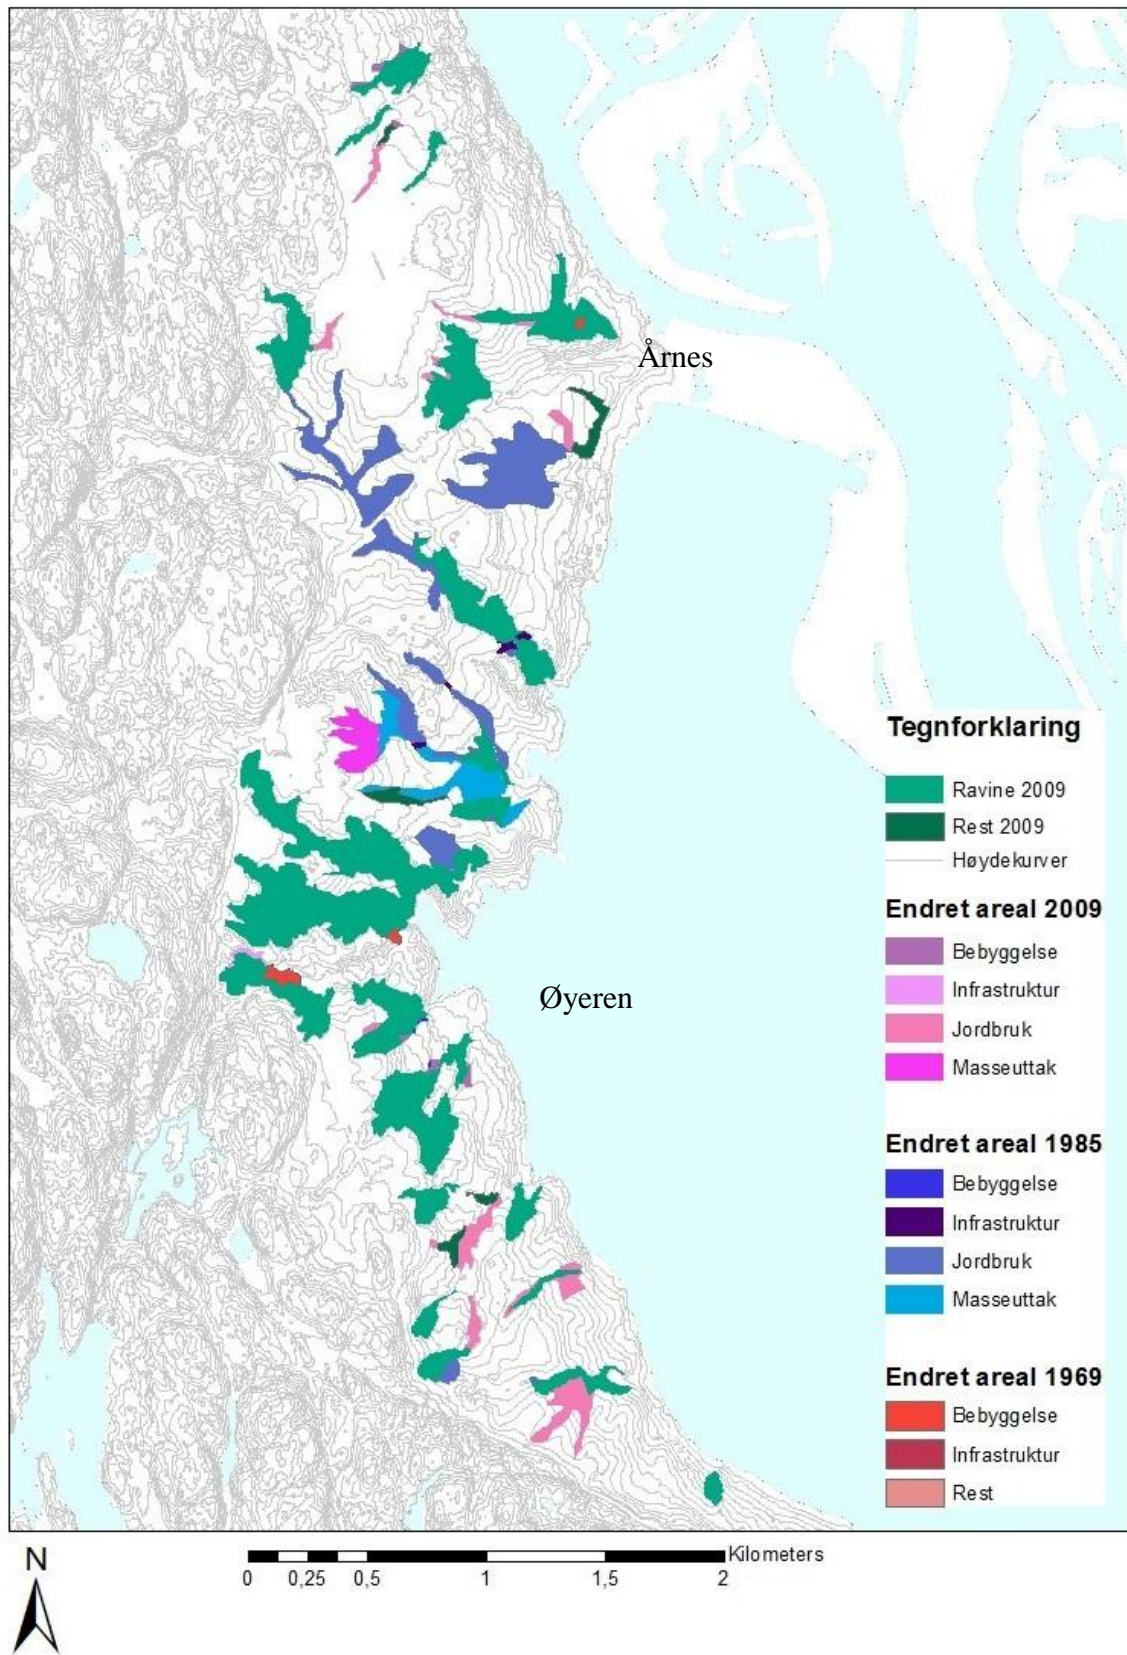 Årnes
Øyeren
Tegnforklaring
Ravine 2009
Rest 2009
Høydekurver
Endret areal 2009
Bebyggelse
Infrastruktur
Jordbruk
Masseuttak
Endret areal 1985
Bebyggelse
Infrastruktur
Jordbruk
Masseuttak
Endret areal 1969
Bebyggelse
Infrastruktur
Rest
N
Kilometers
0 0,25 0,5 1 1,5 2